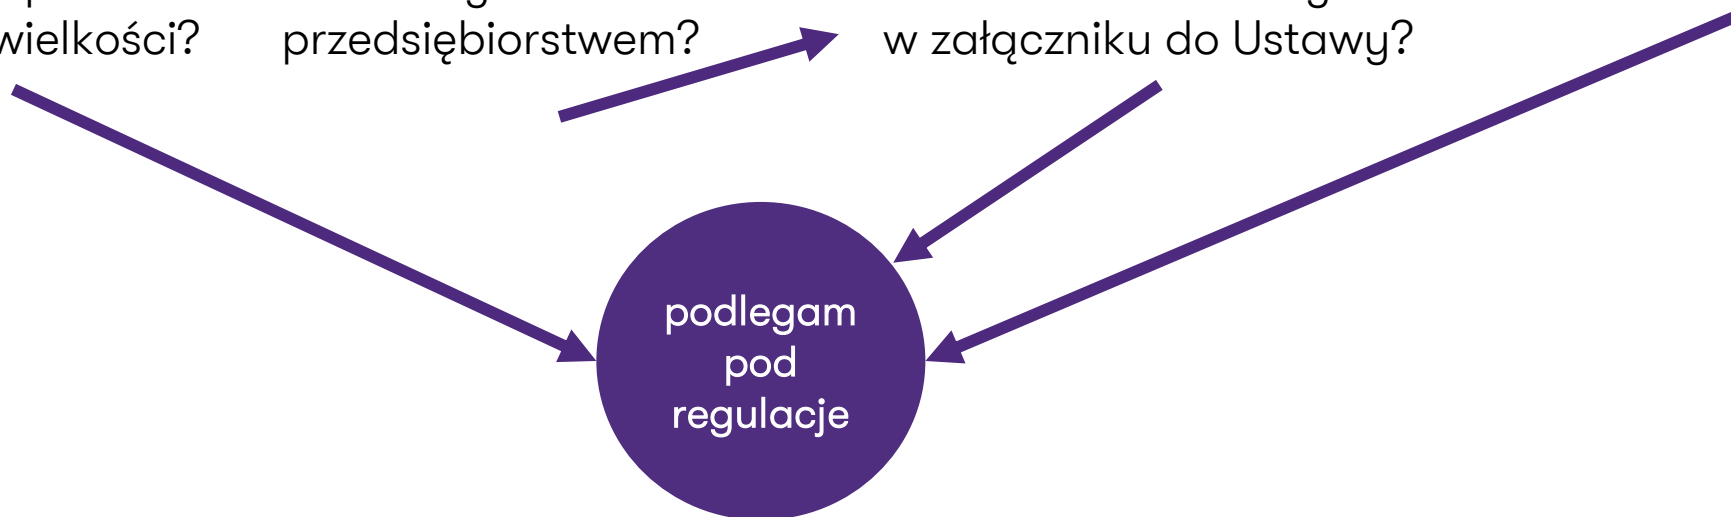 wielkości?
przedsiębiorstwem?
w załączniku do Ustawy?
podlegam
pod
regulacje